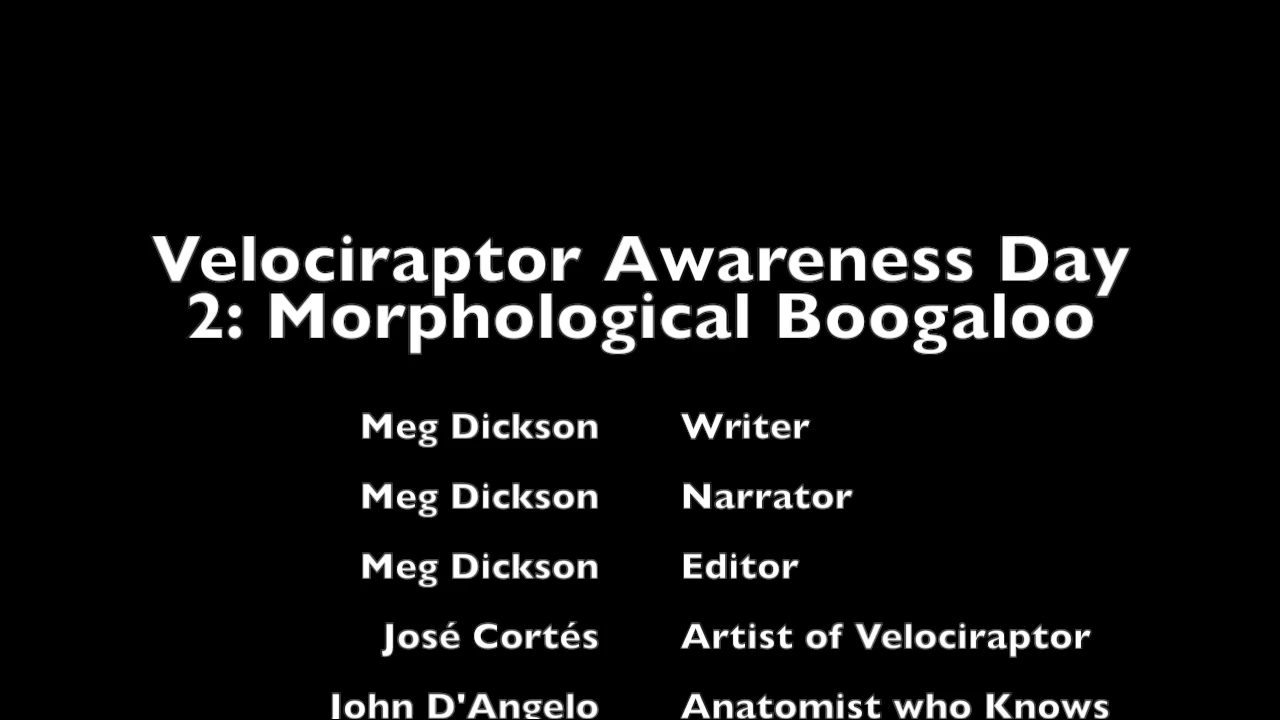 Velociraptor Awareness Day
2: Morphological Boogaloo
Meg Dickson Writer
Meg Dickson Narrator
Meg Dickson Editor
José Cortés Artist of Velociraptor
John D'Angelo Anatomist who Knows